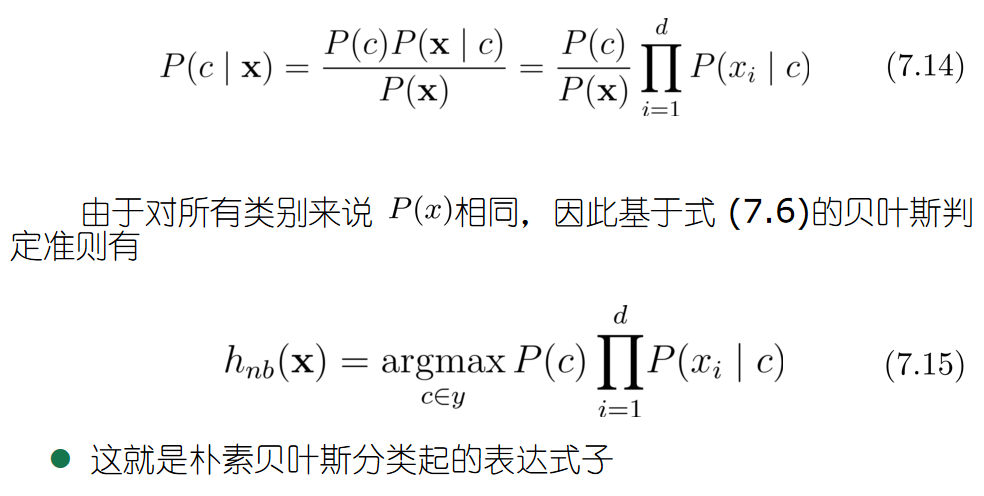 P(c | x) = P(c)P(x | c) / P(x) = P(c) / P(x) ∏_{i=1}^{d} P(x_i | c) (7.14)
由于对所有类别来说 P(x)相同，因此基于式 (7.6)的贝叶斯判
定准则有
h_{nb}(x) = argmax_{c∈y} P(c) ∏_{i=1}^{d} P(x_i | c) (7.15)
● 这就是朴素贝叶斯分类起的表达式子